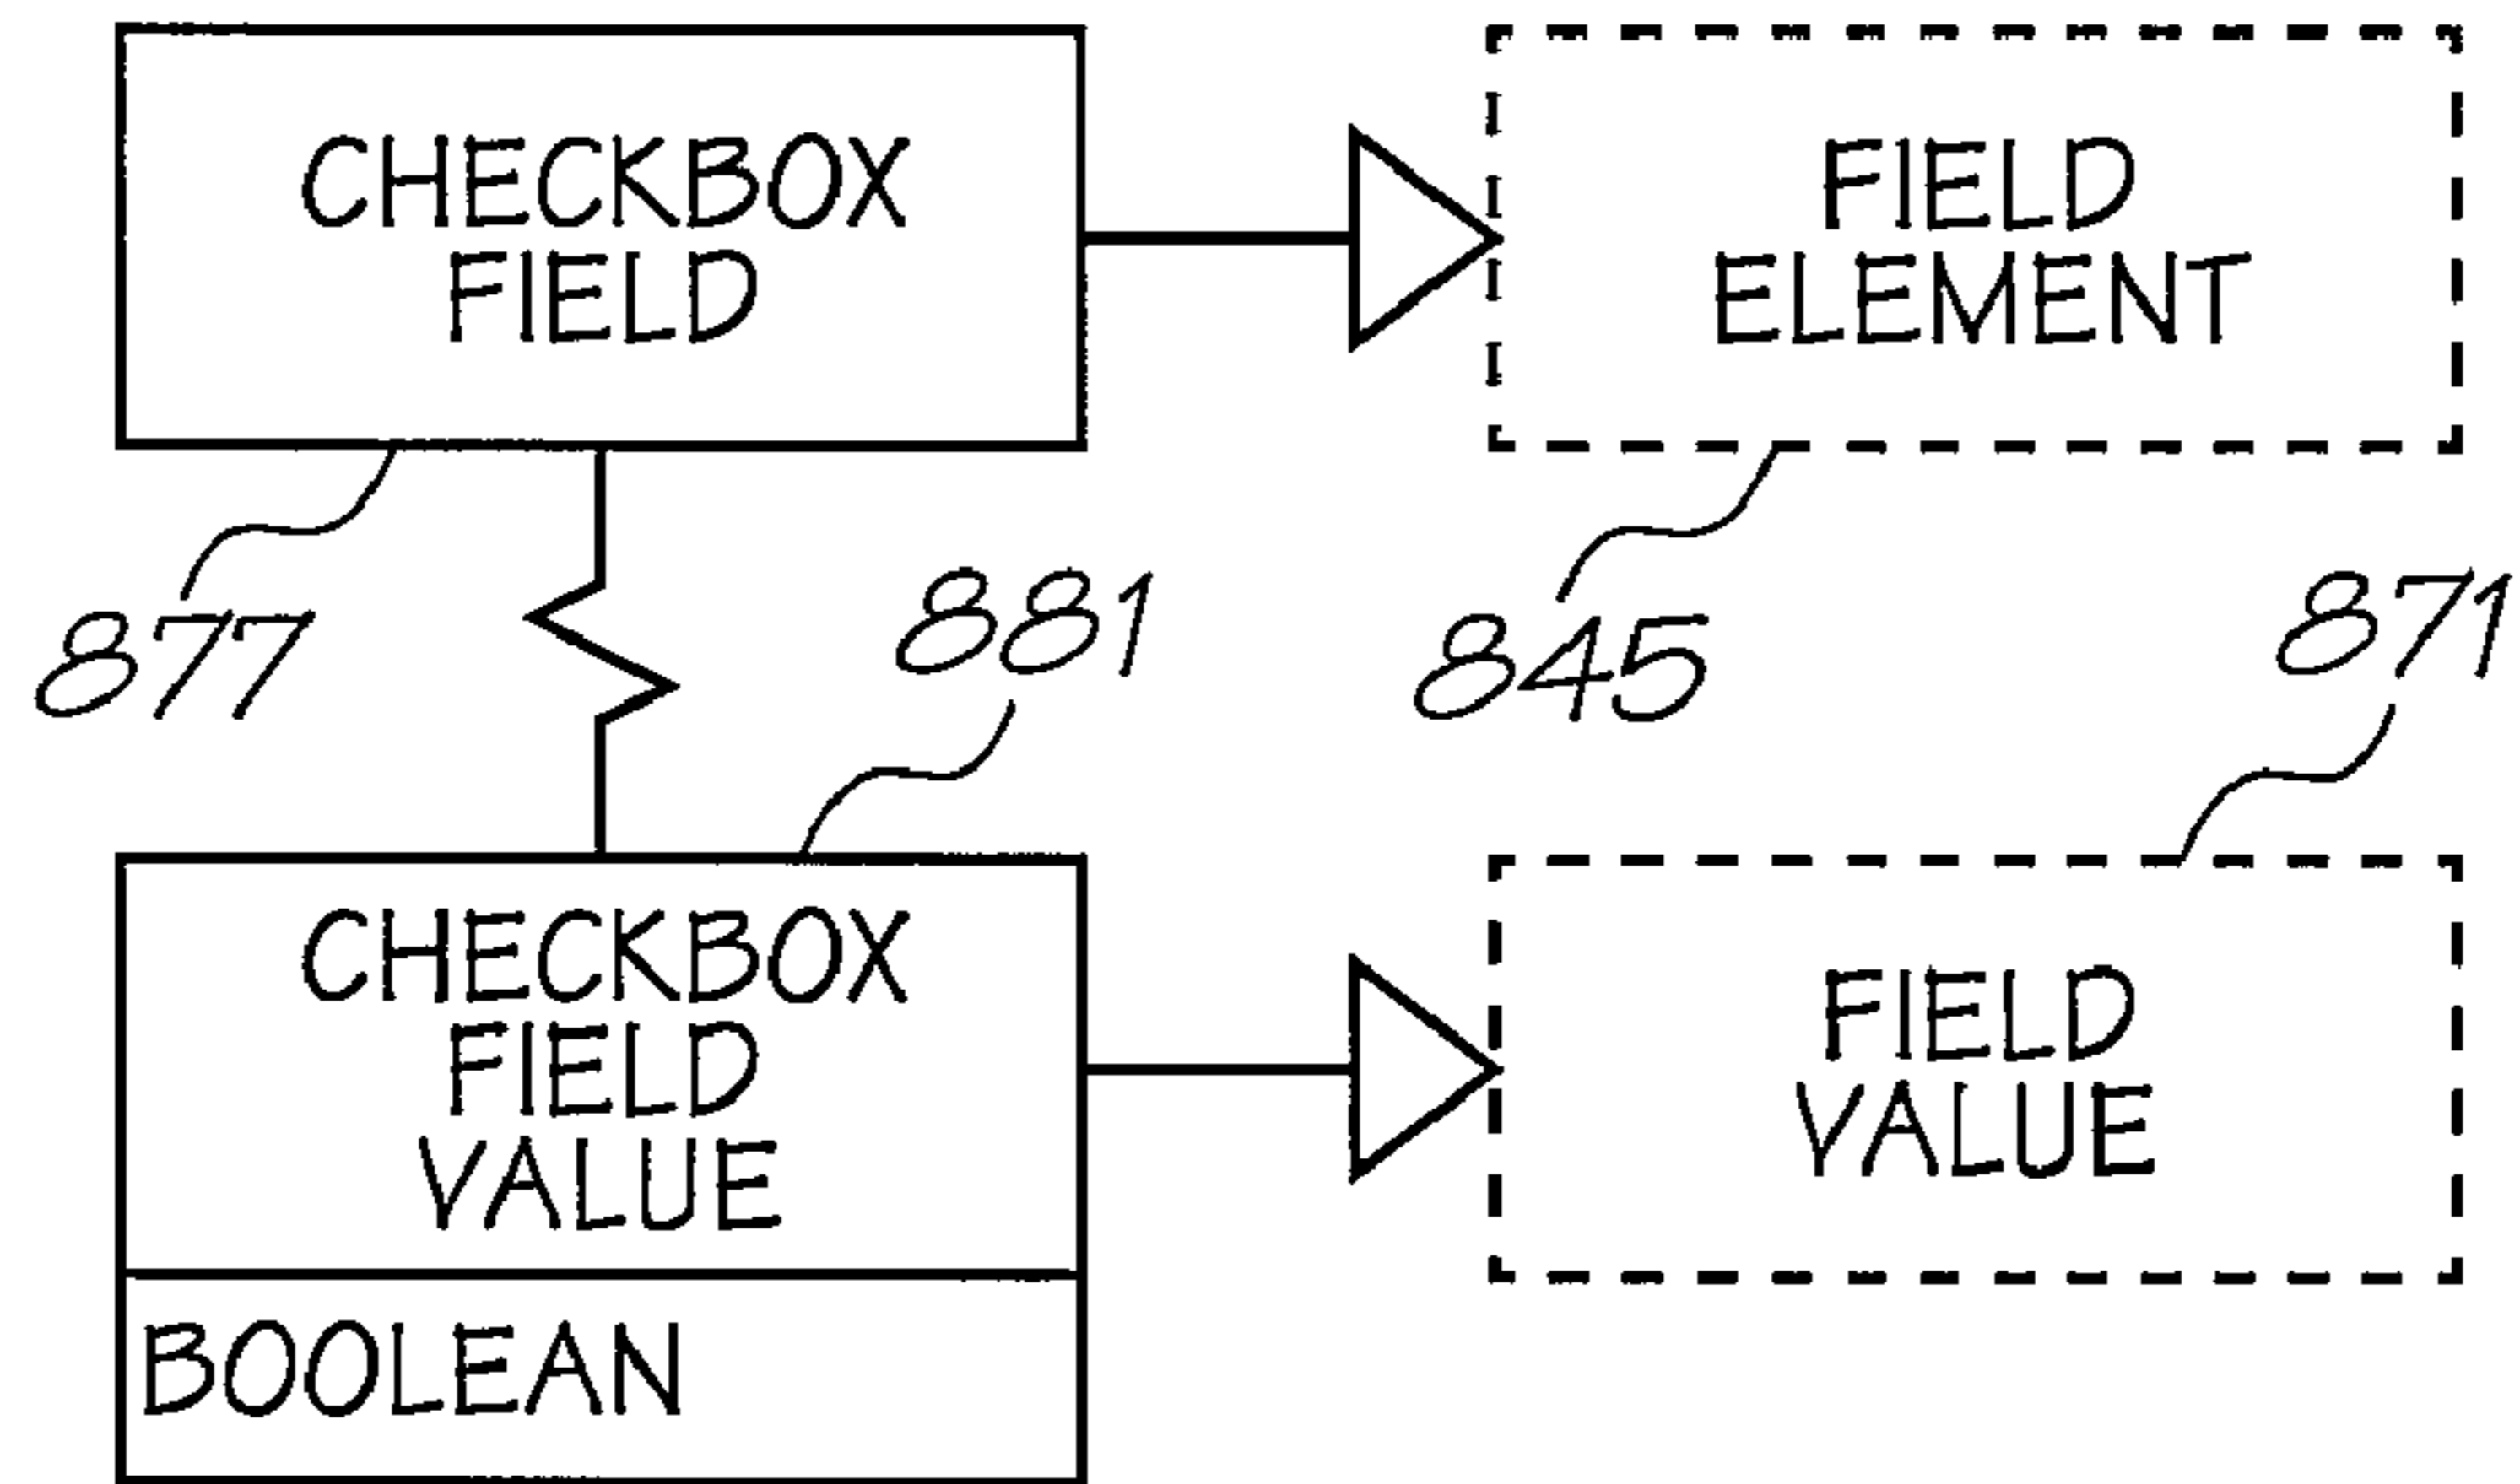 CHECKBOX
FIELD
FIELD
ELEMENT
877
881
845
871
CHECKBOX
FIELD
VALUE
FIELD
VALUE
BOOLEAN